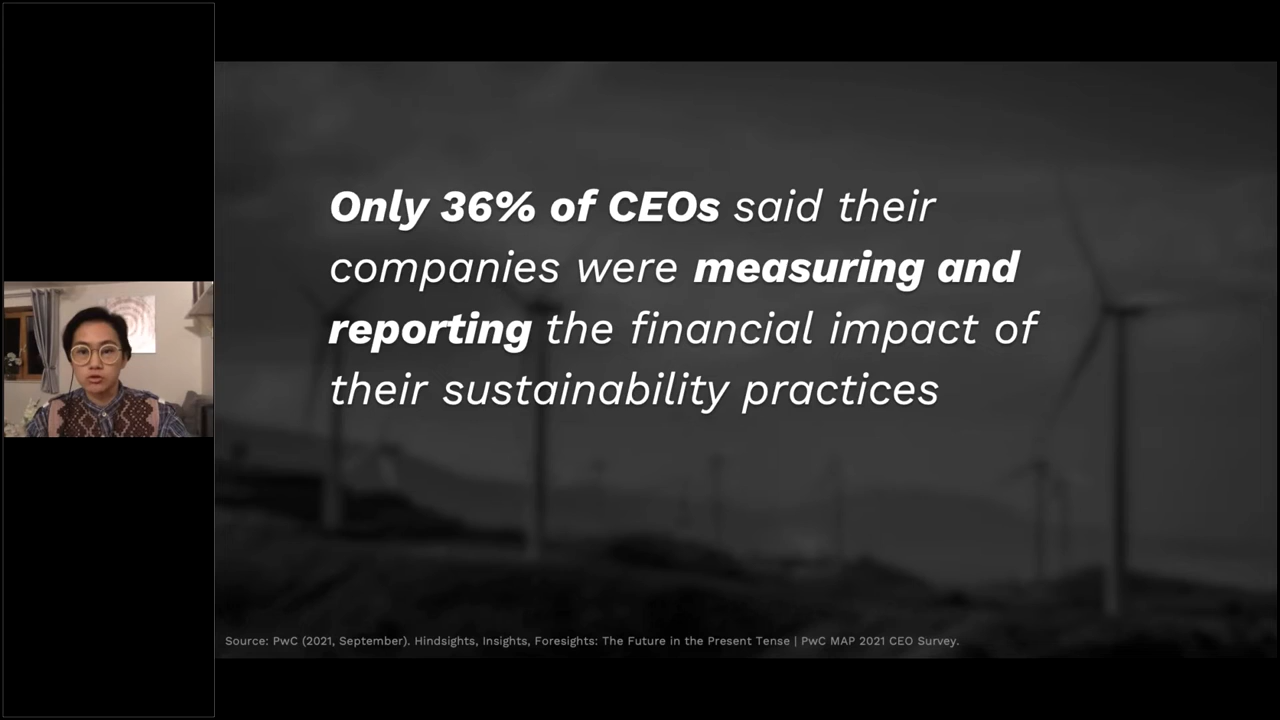 Only 36% of CEOs said their
companies were measuring and
reporting the financial impact of
their sustainability practices
Source: PwC (2021, September). Hindsights, Insights, Foresights: The Future in the Present Tense | PwC MAP 2021 CEO Survey.